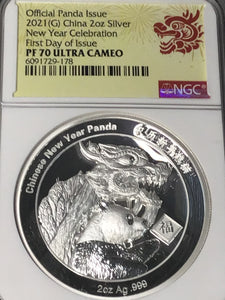 Official Panda Issue
2021(G) China 2oz Silver
New Year Celebration
First Day of Issue
PF 70 ULTRA CAMEO
6091729-178
NGC
Chinese New Year Panda
福
2oz Ag .999